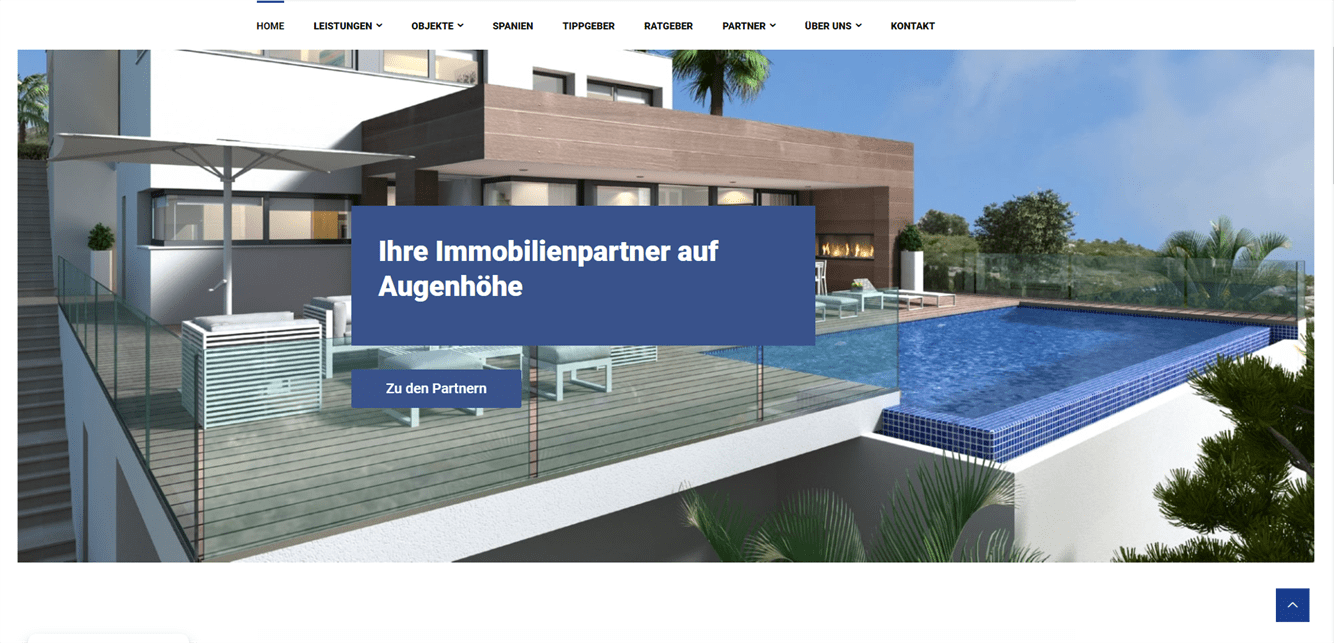 HOME LEISTUNGEN OBJEKTE SPANIEN TIPPGEBER RATGEBER PARTNER ÜBER UNS KONTAKT
Ihre Immobilienpartner auf
Augenhöhe
Zu den Partnern